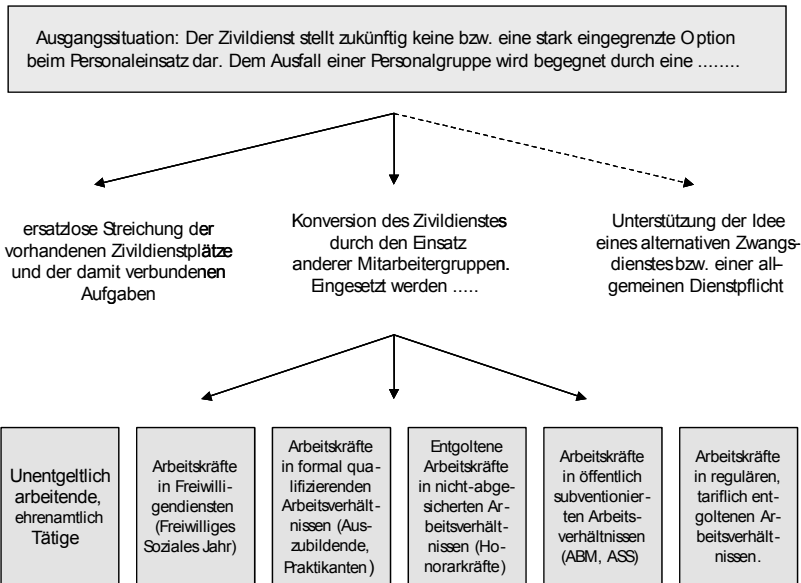 Ausgangssituation: Der Zivildienst stellt zukünftig keine bzw. eine stark eingegrenzte Option
beim Personaleinsatz dar. Dem Ausfall einer Personalgruppe wird begegnet durch eine ........
ersatzlose Streichung der
vorhandenen Zivildienstplätze
und der damit verbundenen
Aufgaben
Konversion des Zivildienstes
durch den Einsatz
anderer Mitarbeitergruppen.
Eingesetzt werden .....
Unterstützung der Idee
eines alternativen Zwangs-
dienstes bzw. einer all-
gemeinen Dienstpflicht
Unentgeltlich
arbeitende,
ehrenamtlich
Tätige
Arbeitskräfte
in Freiwilli-
gendiensten
(Freiwilliges
Soziales Jahr)
Arbeitskräfte
in formal qua-
lifizierenden
Arbeitsverhält-
nissen (Aus-
zubildende,
Praktikanten)
Entgoltene
Arbeitskräfte
in nicht-abge-
sicherten Ar-
beitsverhält-
nissen (Ho-
norarkräfte)
Arbeitskräfte
in öffentlich
subventionier-
ten Arbeits-
verhältnissen
(ABM, ASS)
Arbeitskräfte
in regulären,
tariflich ent-
goltenen Ar-
beitsverhält-
nissen.